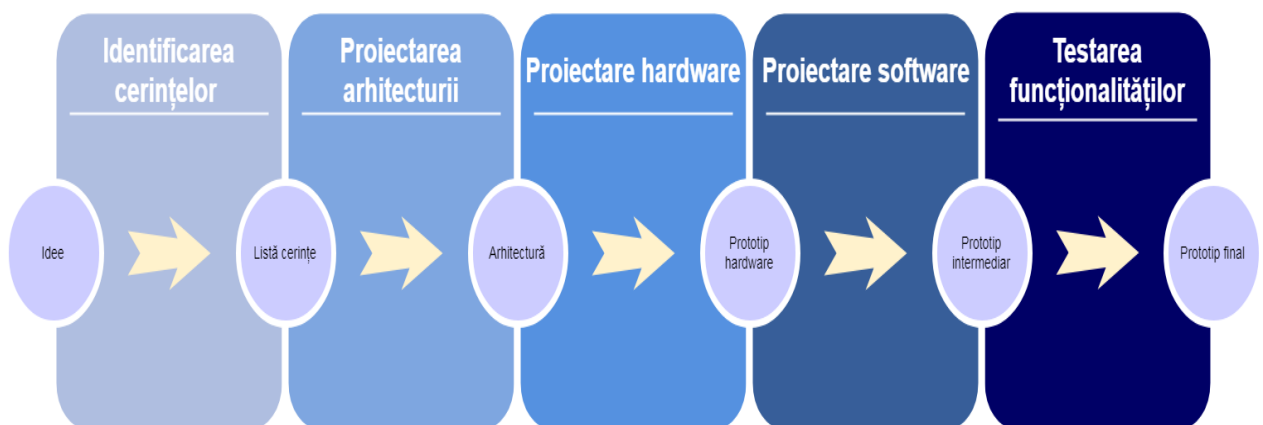 Identificarea
cerințelor
Proiectarea
arhitecturii
Proiectare hardware
Proiectare software
Testarea
funcționalităților
Idee
Listă cerințe
Arhitectură
Prototip
hardware
Prototip
intermediar
Prototip final